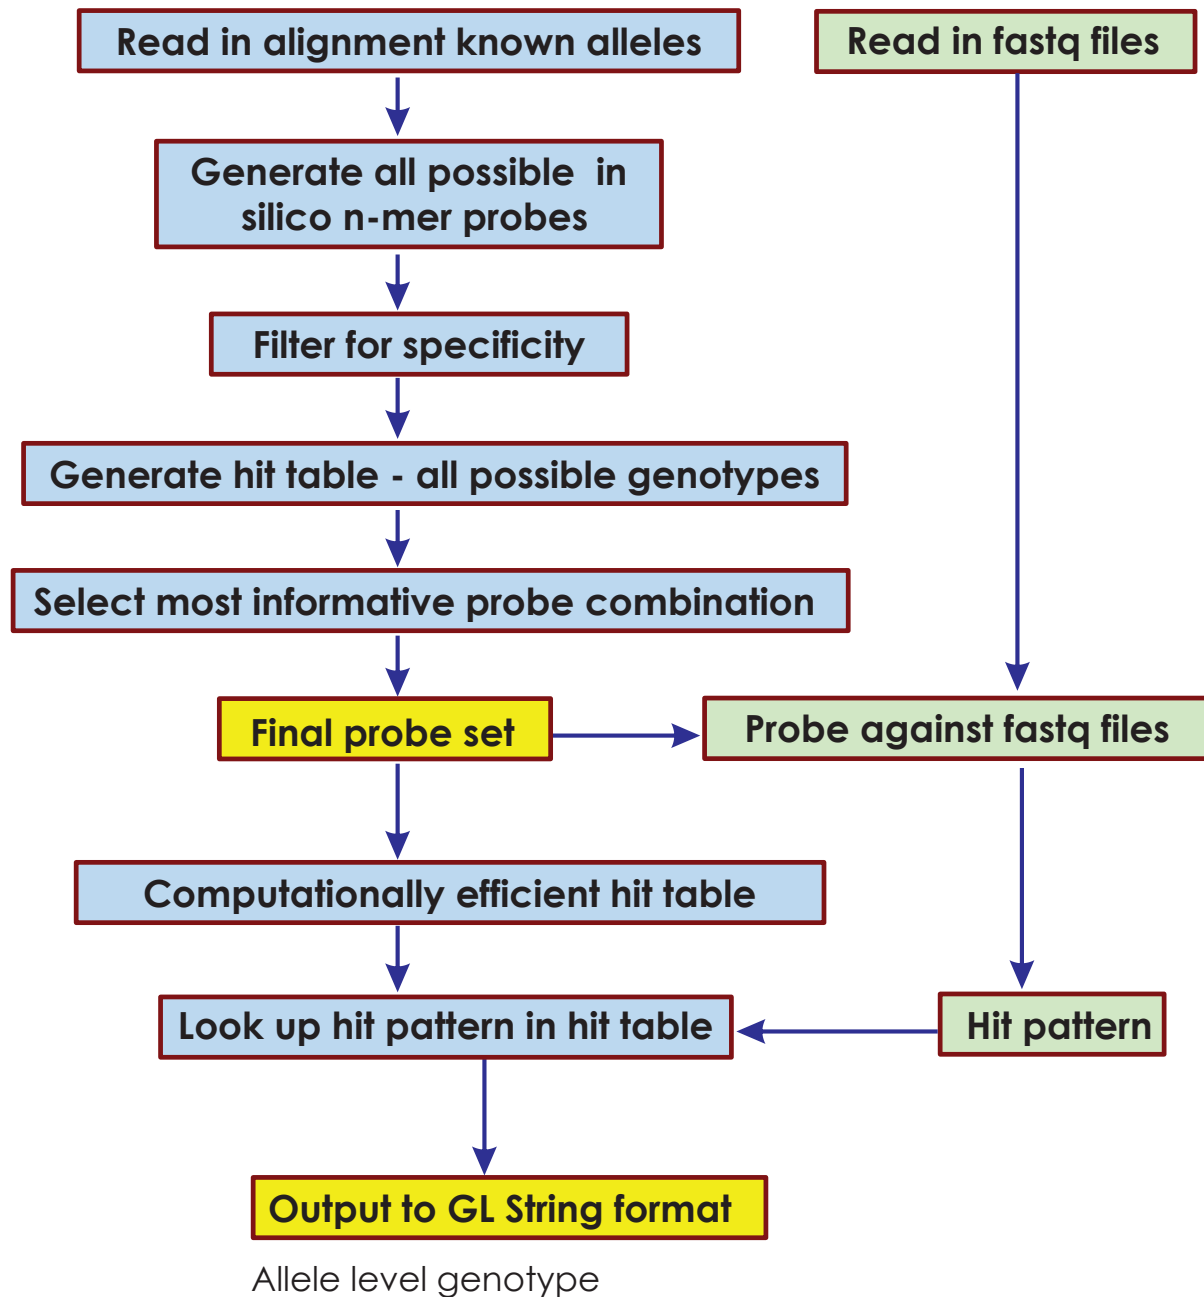 Read in alignment known alleles
Read in fastq files
Generate all possible in
silico n-mer probes
Filter for specificity
Generate hit table - all possible genotypes
Select most informative probe combination
Final probe set
Probe against fastq files
Computationally efficient hit table
Look up hit pattern in hit table
Hit pattern
Output to GL String format
Allele level genotype